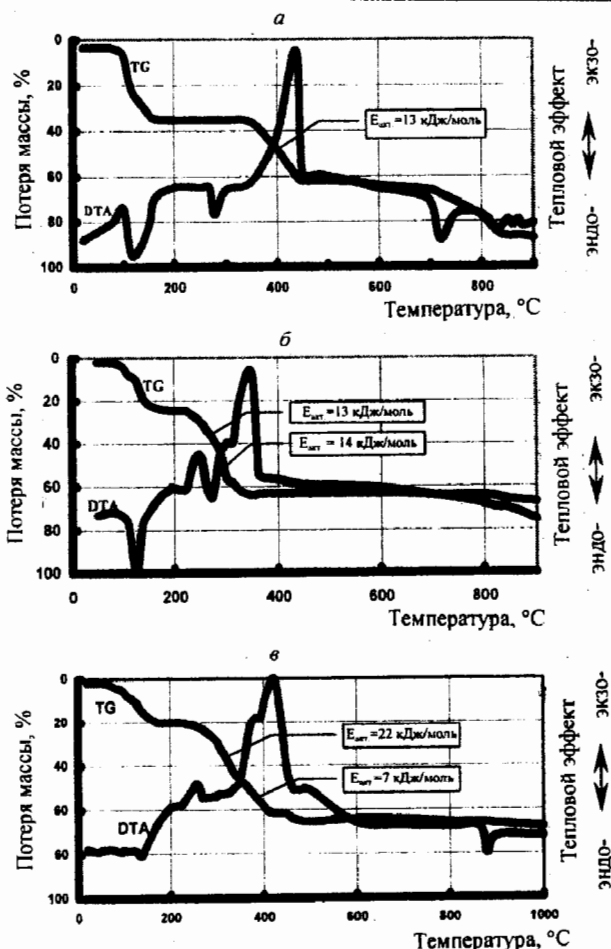 а
Потеря массы, %
0
20
40
60
80
100
TG
DTA
Eакт. =13 кДж/моль
0 200 400 600 800
Температура, °C
Тепловой эффект
эндо- экзо-
б
Потеря массы, %
0
20
40
60
80
100
TG
DTA
Eакт =13 кДж/моль
Eакт = 14 кДж/моль
0 200 400 600 800
Температура, °C
Тепловой эффект
эндо- экзо-
в
Потеря массы, %
0
20
40
60
80
100
TG
DTA
Eакт =22 кДж/моль
Eакт =7 кДж/моль
0 200 400 600 800 1000
Температура, °C
Тепловой эффект
эндо- экзо-